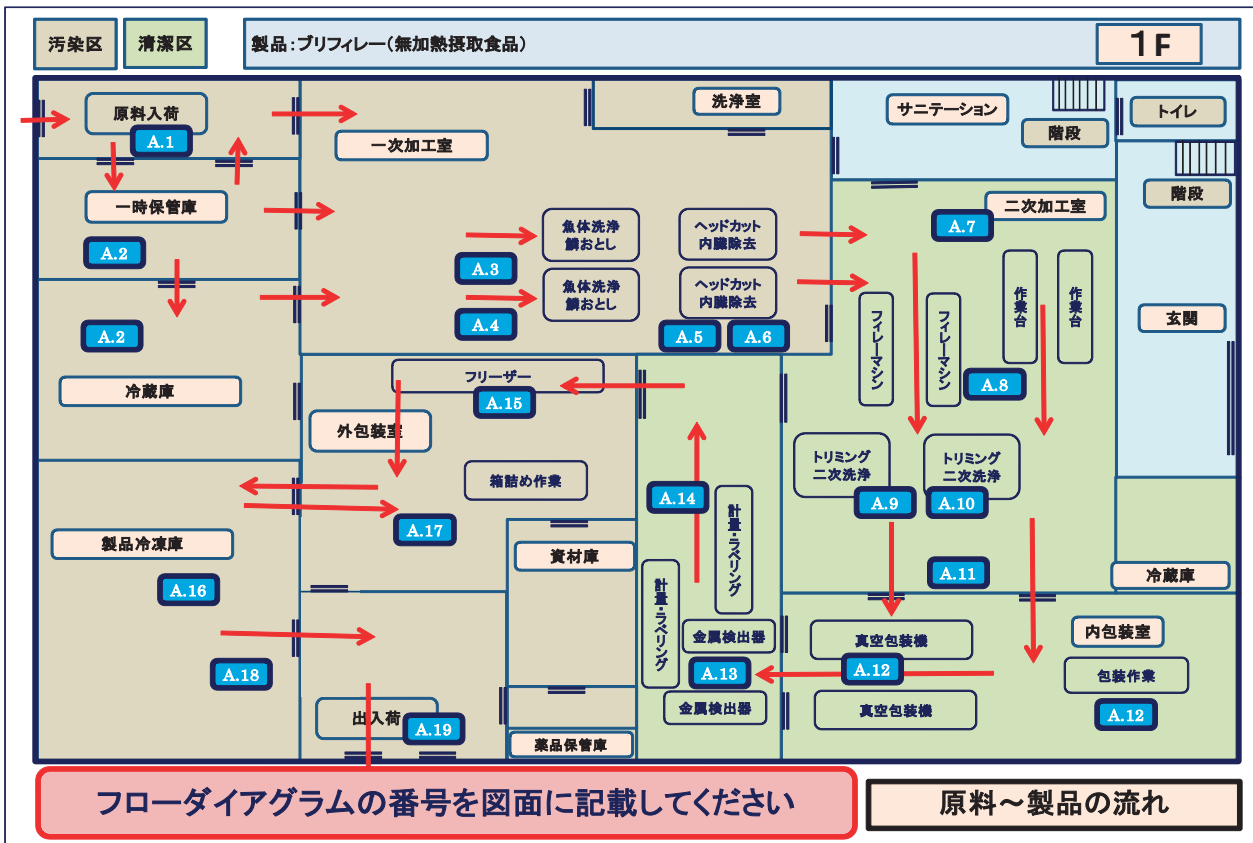 汚染区
清潔区
製品:ブリフィレー(無加熱摂取食品)
1F
原料入荷
A.1
一時保管庫
A.2
A.2
冷蔵庫
製品冷凍庫
A.16
A.18
一次加工室
洗浄室
A.3
A.4
魚体洗浄
鱗おとし
魚体洗浄
鱗おとし
ヘッドカット
内臓除去
ヘッドカット
内臓除去
A.5
A.6
サニテーション
階段
トイレ
階段
玄関
二次加工室
A.7
フィレーマシン
フィレーマシン
作業台
作業台
A.8
トリミング
二次洗浄
トリミング
二次洗浄
A.9
A.10
A.11
冷蔵庫
フリーザー
A.15
外包装室
箱詰め作業
A.17
資材庫
薬品保管庫
出入荷
A.19
A.14
計量・ラベリング
計量・ラベリング
金属検出器
A.13
金属検出器
真空包装機
A.12
真空包装機
内包装室
包装作業
A.12
フローダイアグラムの番号を図面に記載してください
原料~製品の流れ